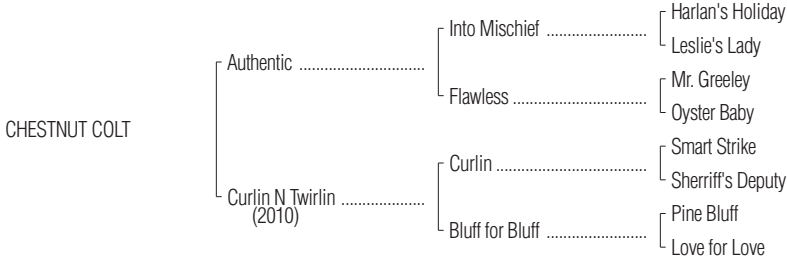 Harlan's Holiday
Into Mischief ..........................
Leslie's Lady
Authentic ................................
Mr. Greeley
Flawless ...................................
Oyster Baby
CHESTNUT COLT
Smart Strike
Curlin .......................................
Sherriff's Deputy
Curlin N Twirlin .....................
(2010)
Pine Bluff
Bluff for Bluff ..........................
Love for Love